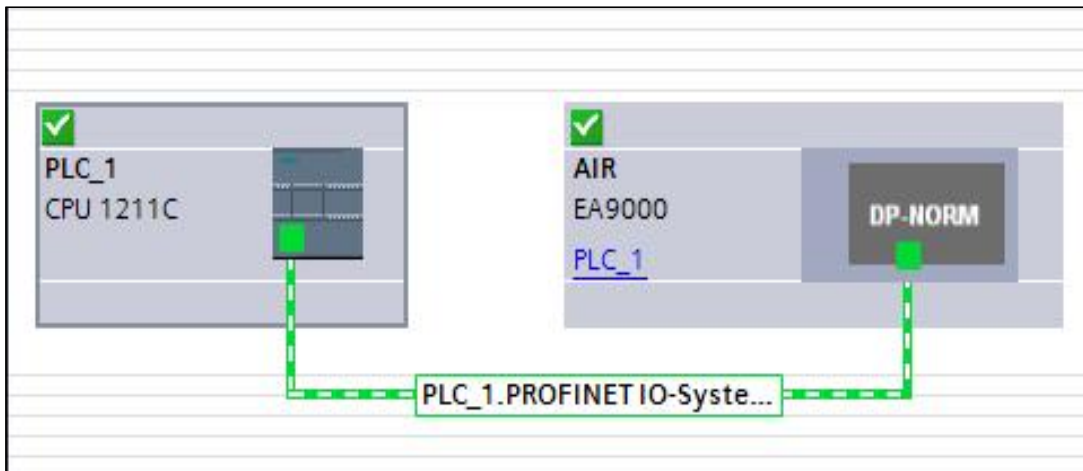 PLC_1
CPU 1211C
AIR
EA9000
PLC_1
DP-NORM
PLC_1.PROFINET IO-Syste...